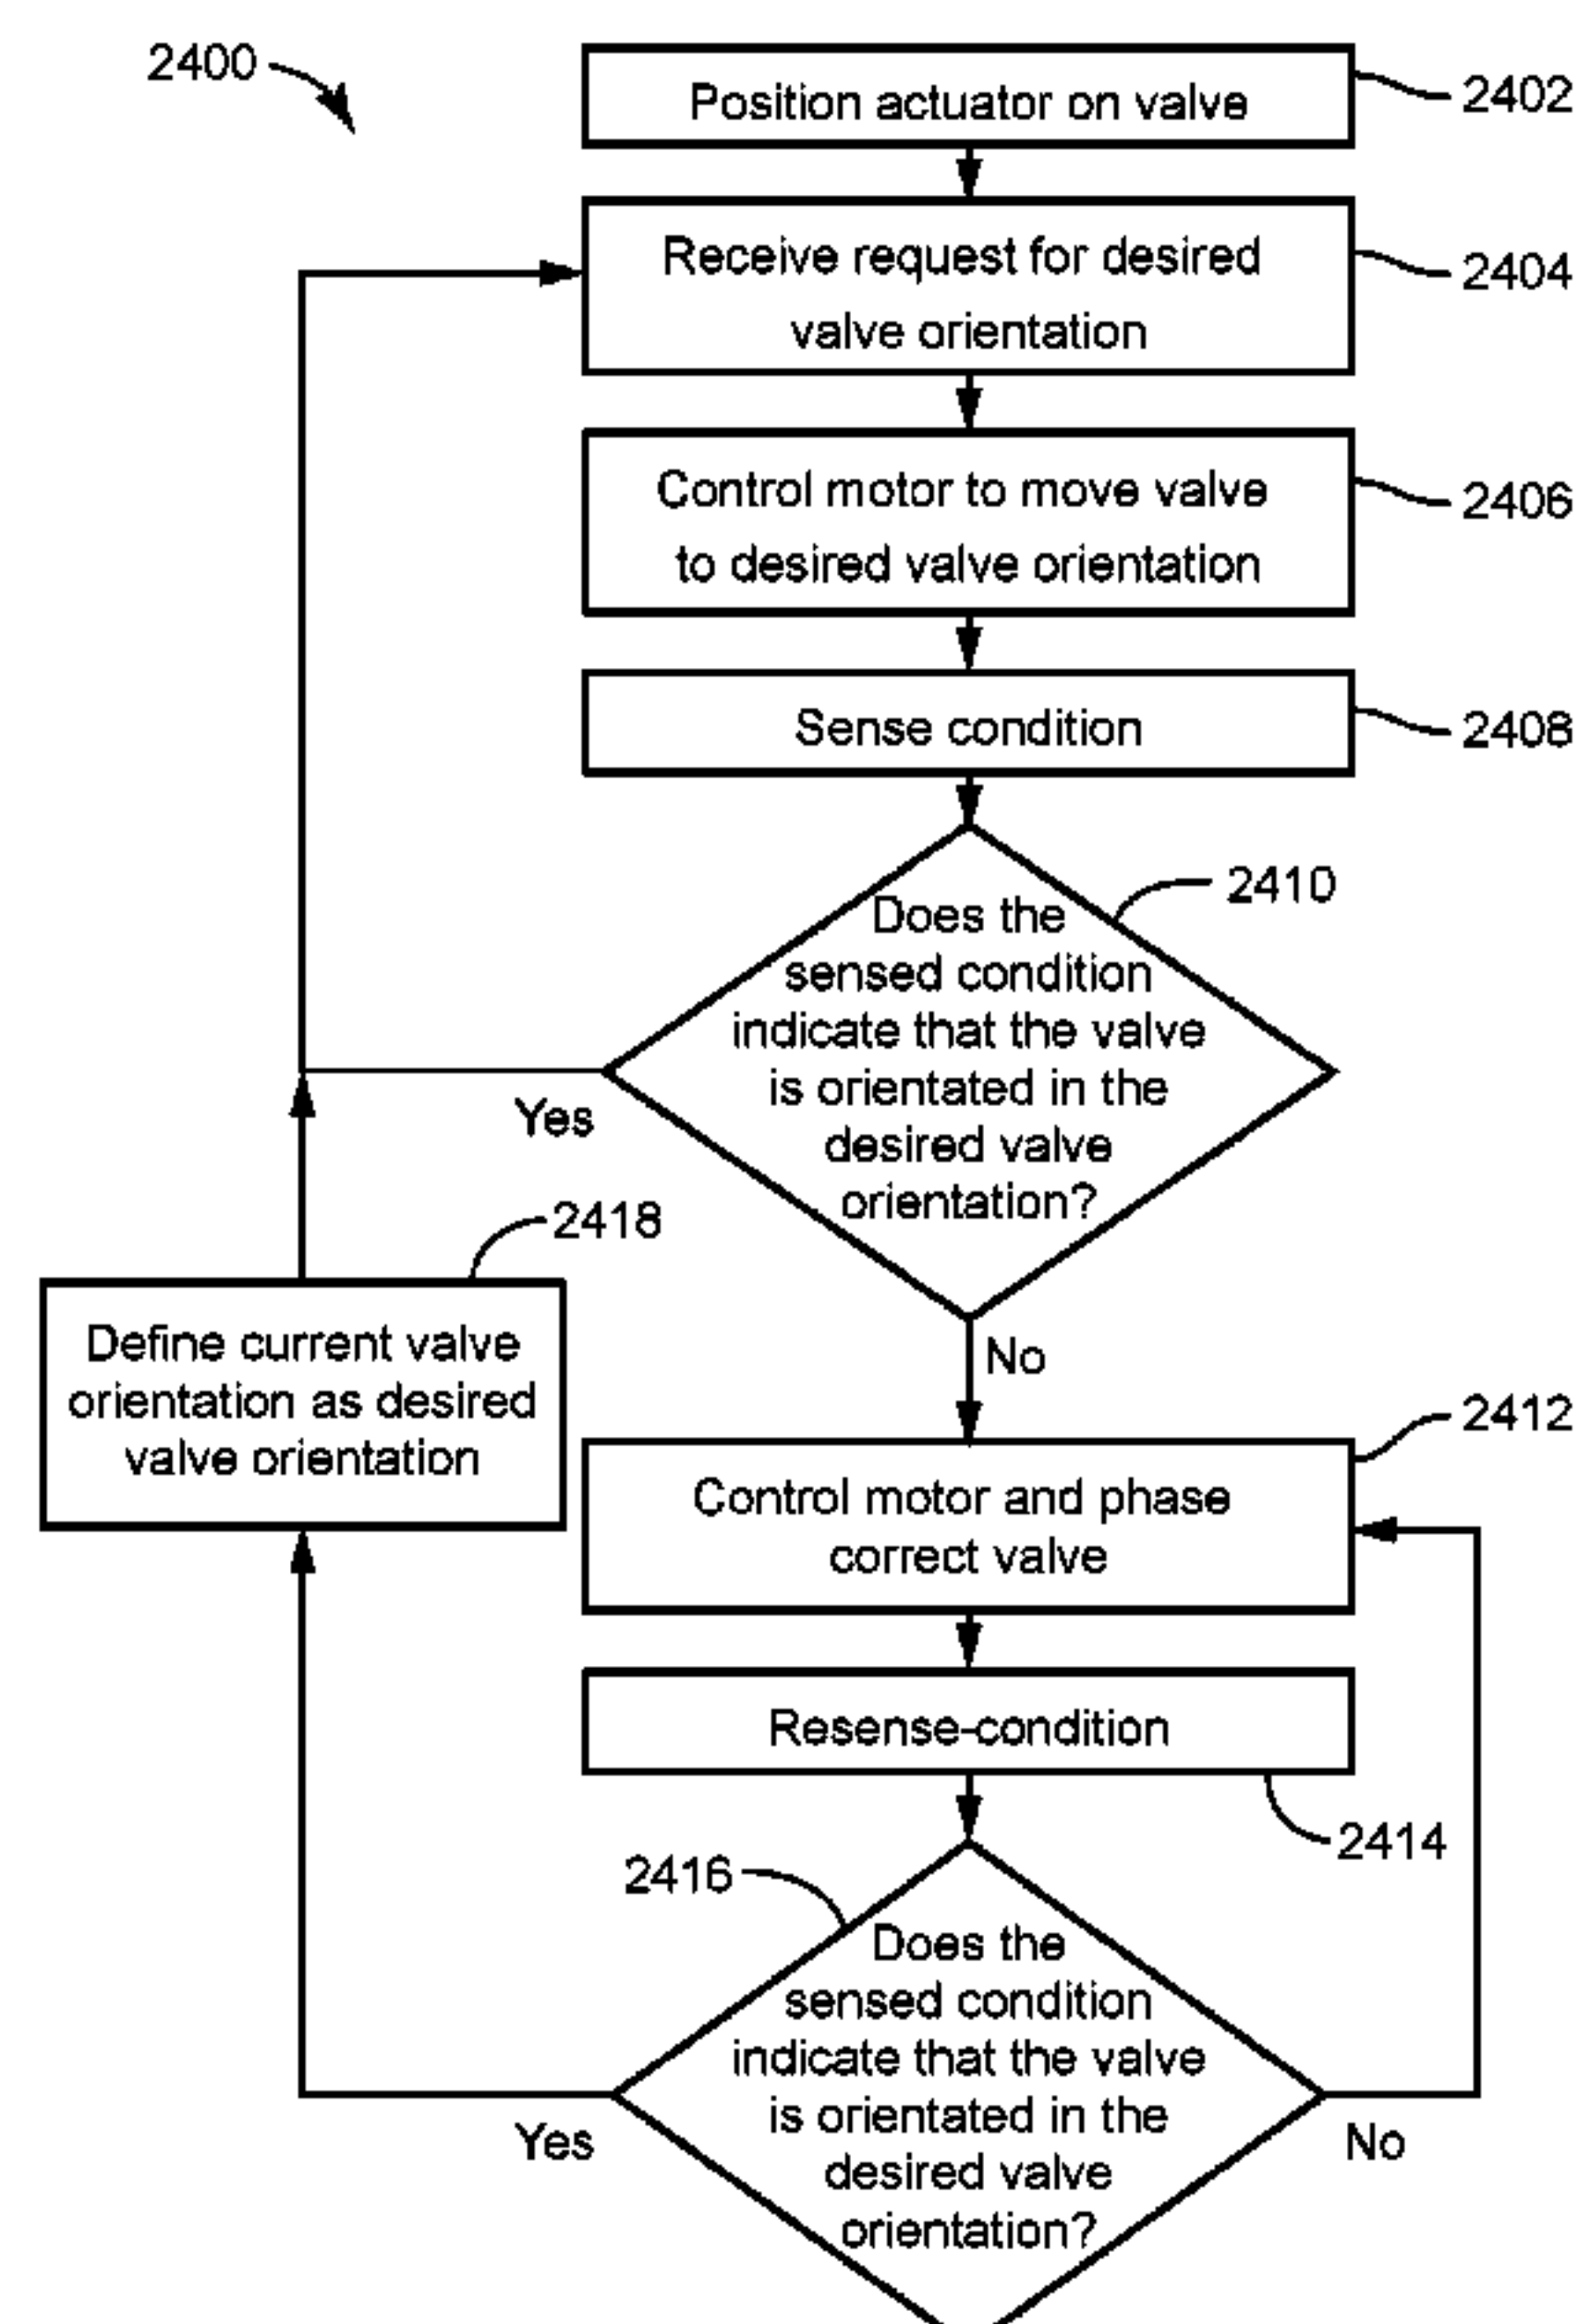 2400
Position actuator on valve
2402
Receive request for desired
valve orientation
2404
Control motor to move valve
to desired valve orientation
2406
Sense condition
2408
2410
Does the
sensed condition
indicate that the valve
is orientated in the
desired valve
orientation?
Yes
No
2418
Define current valve
orientation as desired
valve orientation
2412
Control motor and phase
correct valve
Resense-condition
2414
2416
Does the
sensed condition
indicate that the valve
is orientated in the
desired valve
orientation?
Yes
No